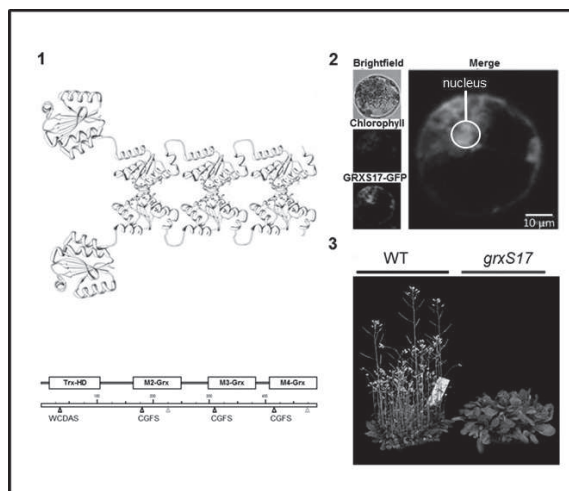 1
Trx-HD M2-Grx M3-Grx M4-Grx
WCDAS CGFS CGFS CGFS
2
Brightfield Merge
nucleus
Chlorophyll
GRXS17-GFP
10 µm
3
WT grxS17